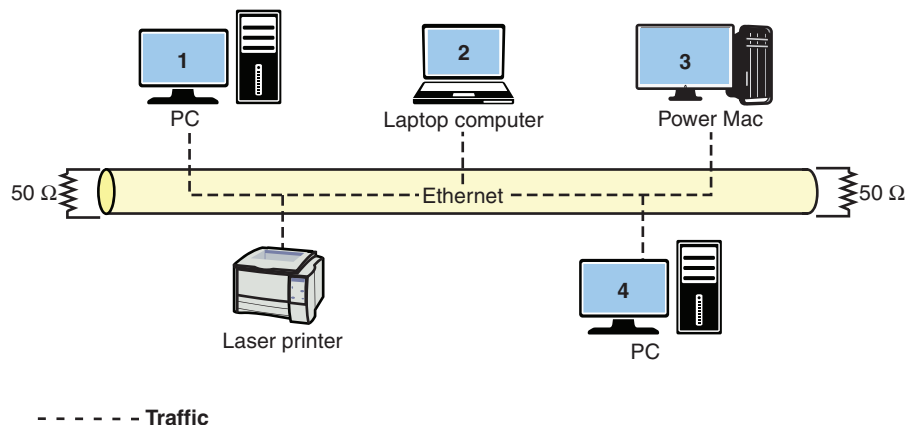 1
2
3
PC
Laptop computer
Power Mac
50 Ω
Ethernet
50 Ω
4
Laser printer
PC
Traffic